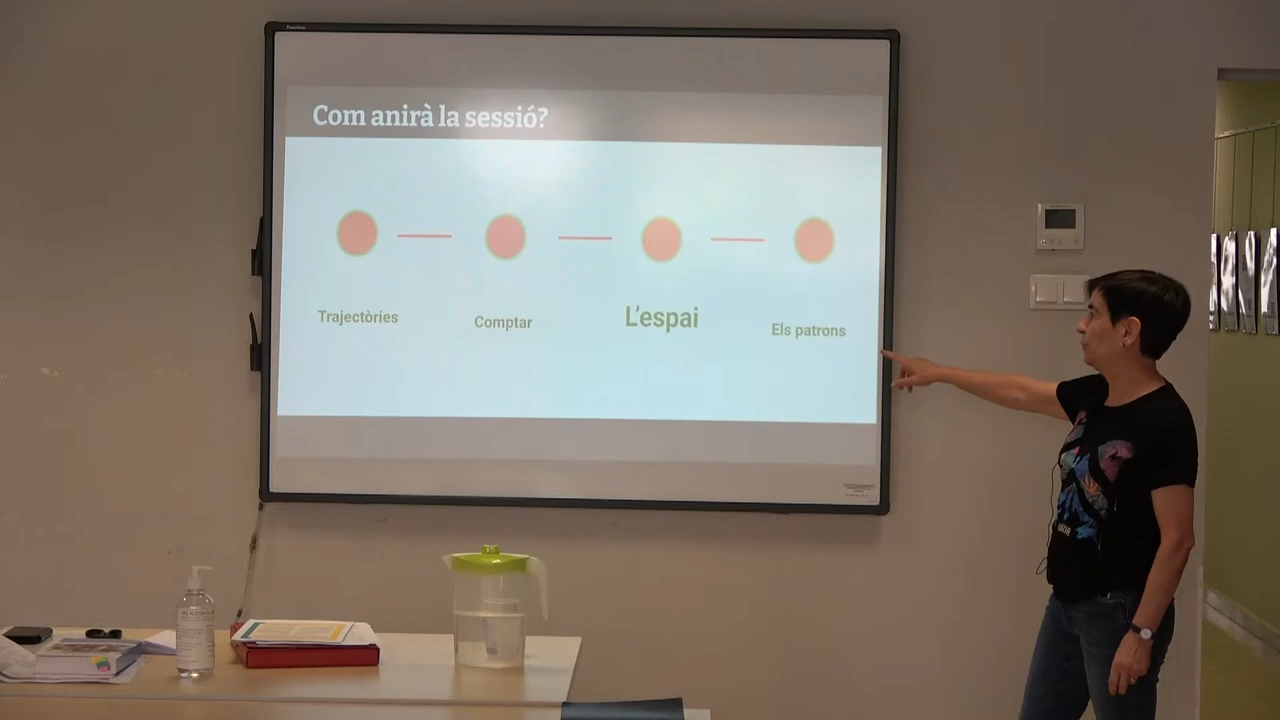 Com anirà la sessió?
Trajectòries
Comptar
L'espai
Els patrons